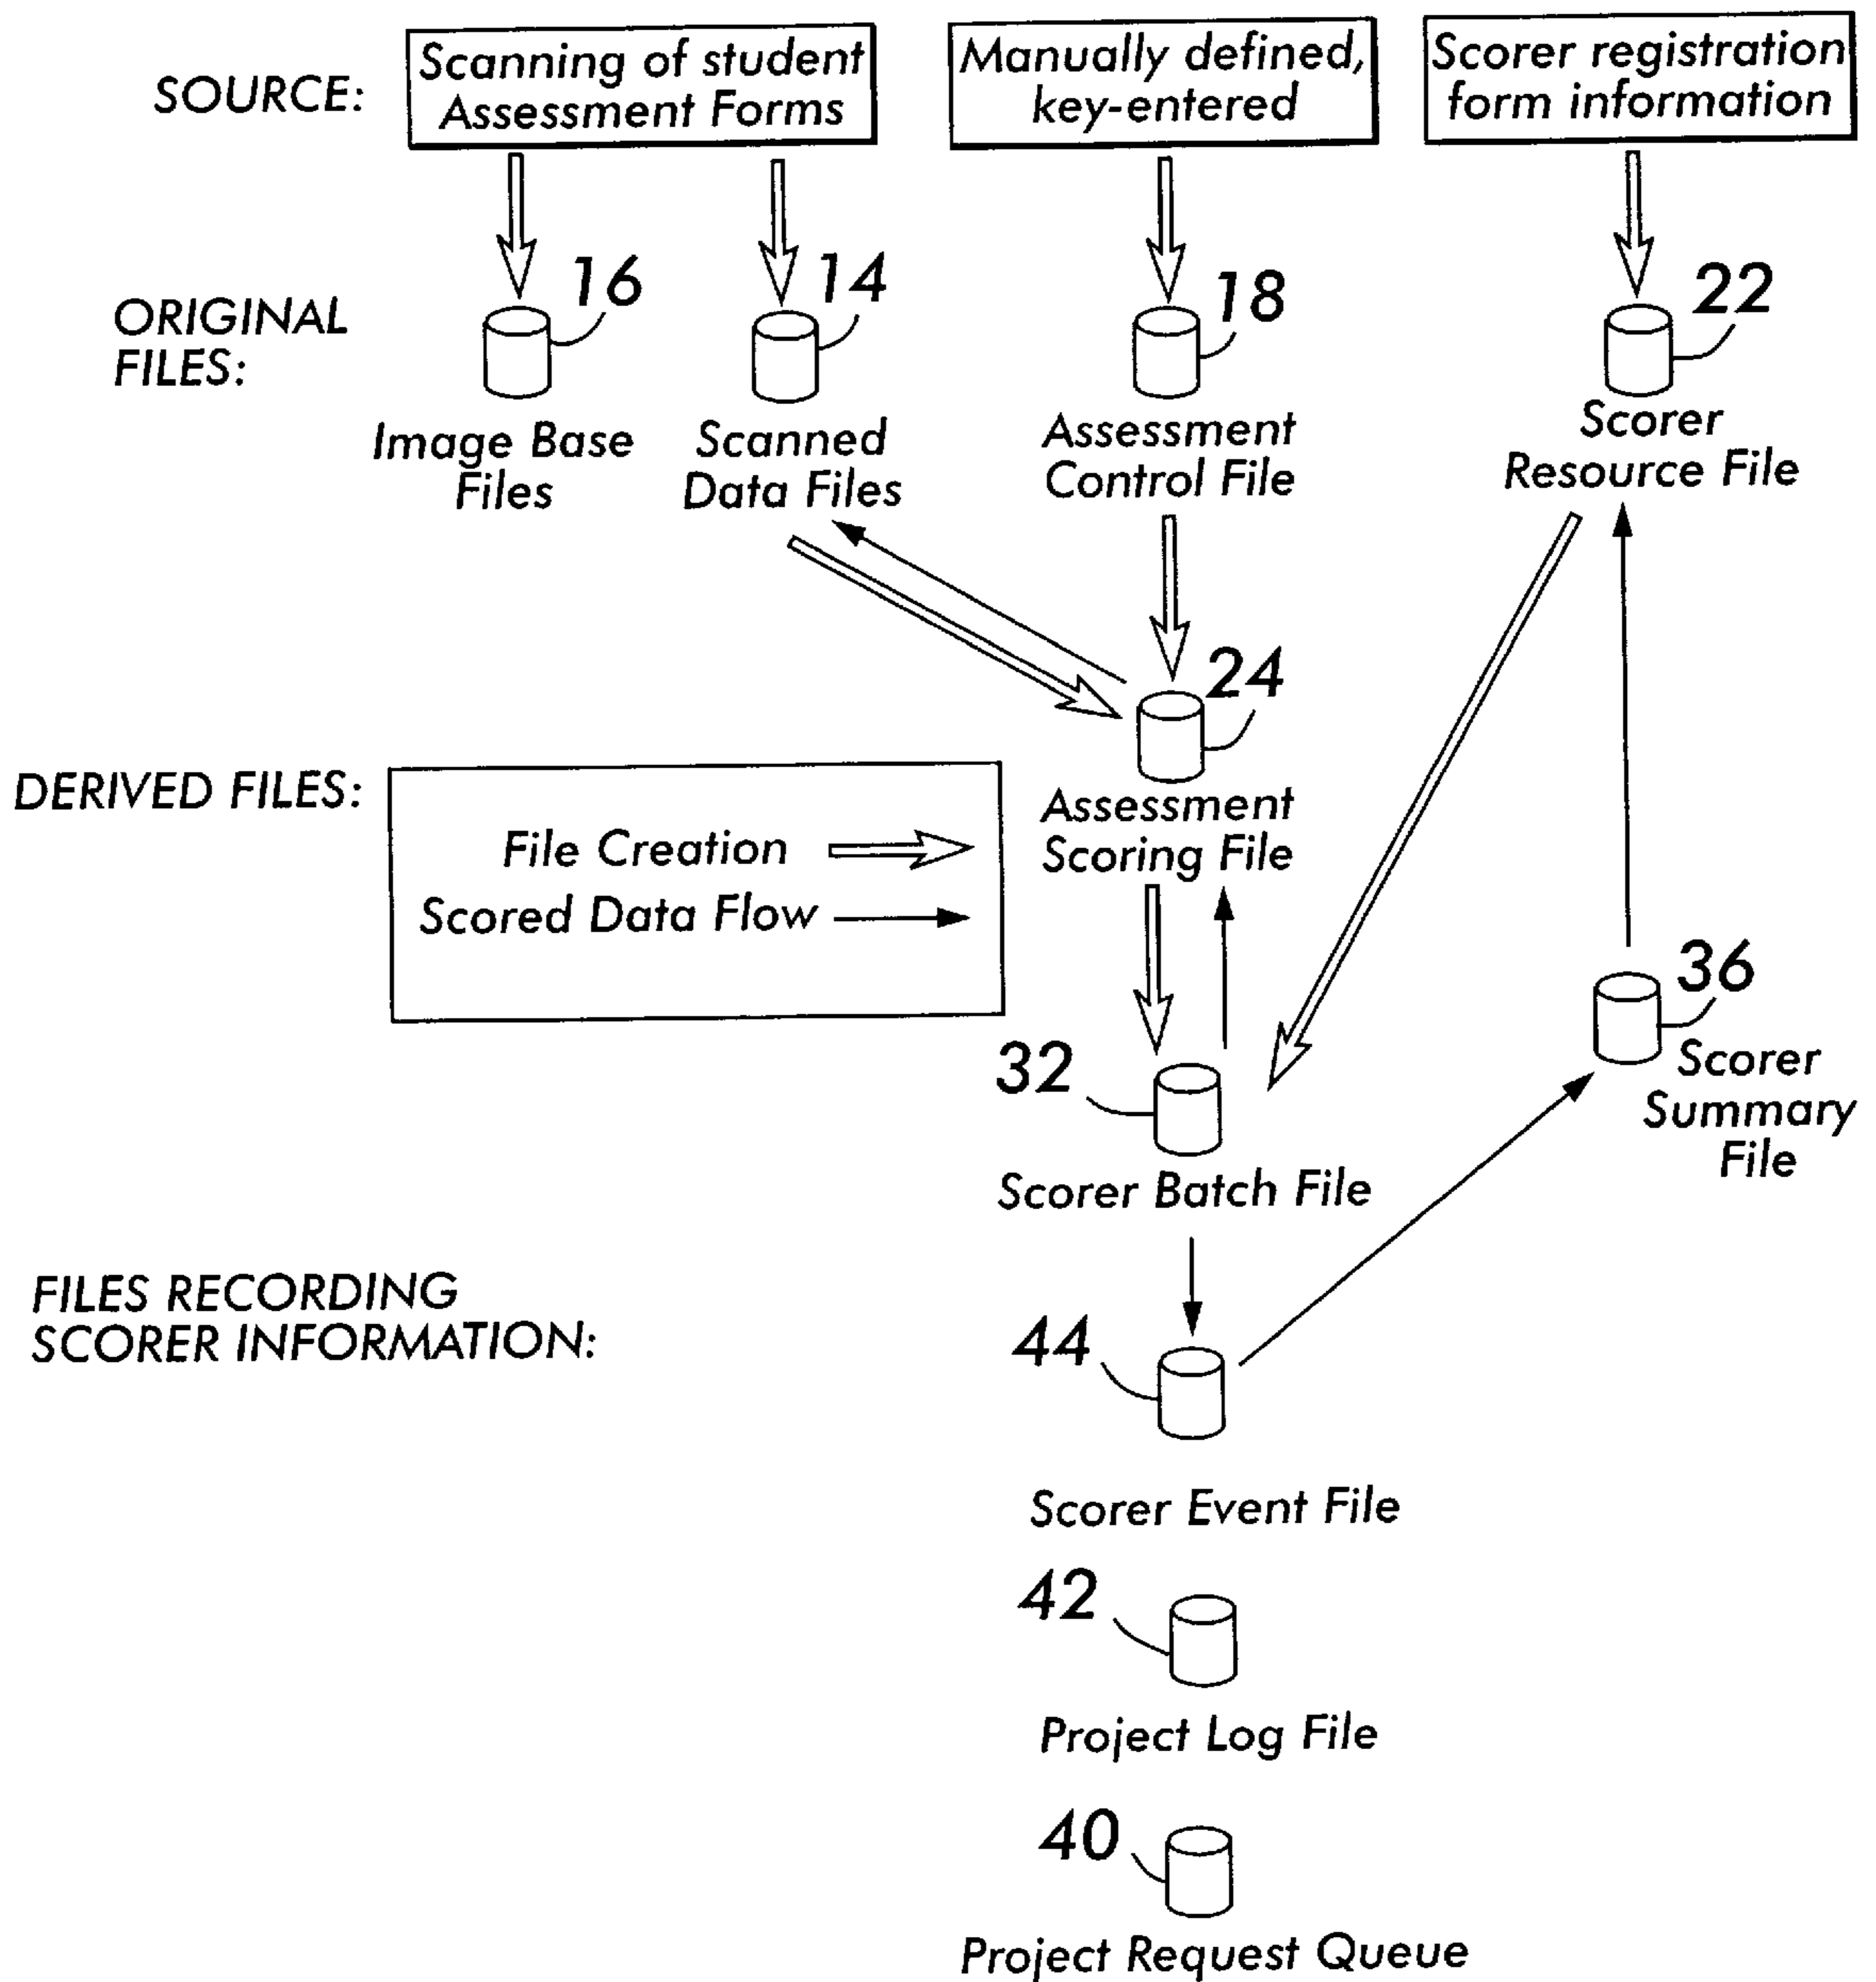 SOURCE:
Scanning of student
Assessment Forms
Manually defined,
key-entered
Scorer registration
form information
ORIGINAL
FILES:
16
14
18
22
Image Base
Files
Scanned
Data Files
Assessment
Control File
Scorer
Resource File
24
DERIVED FILES:
File Creation
Scored Data Flow
Assessment
Scoring File
36
Scorer
Summary
File
32
Scorer Batch File
FILES RECORDING
SCORER INFORMATION:
44
Scorer Event File
42
Project Log File
40
Project Request Queue